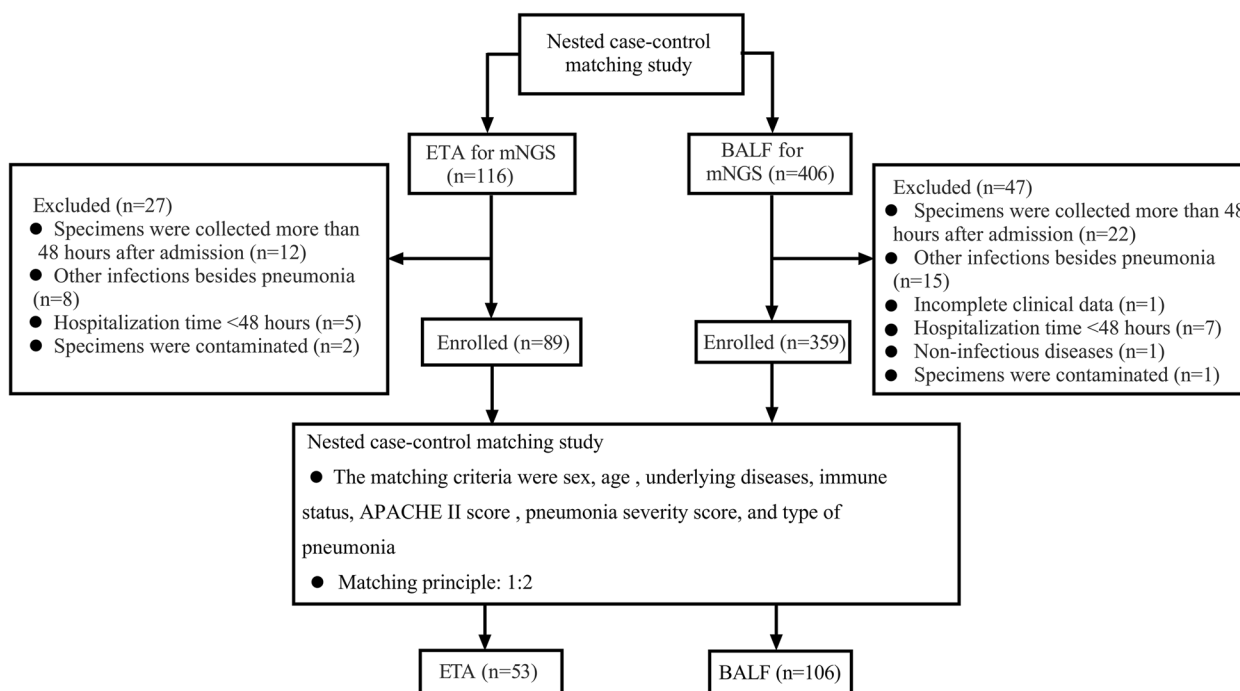 Nested case-control
matching study
ETA for mNGS
(n=116)
BALF for
mNGS (n=406)
Excluded (n=27)
● Specimens were collected more than
48 hours after admission (n=12)
● Other infections besides pneumonia
(n=8)
● Hospitalization time <48 hours (n=5)
● Specimens were contaminated (n=2)
Excluded (n=47)
● Specimens were collected more than 48
hours after admission (n=22)
● Other infections besides pneumonia
(n=15)
● Incomplete clinical data (n=1)
● Hospitalization time <48 hours (n=7)
● Non-infectious diseases (n=1)
● Specimens were contaminated (n=1)
Enrolled (n=89)
Enrolled (n=359)
Nested case-control matching study
● The matching criteria were sex, age , underlying diseases, immune
status, APACHE II score , pneumonia severity score, and type of
pneumonia
● Matching principle: 1:2
ETA (n=53)
BALF (n=106)